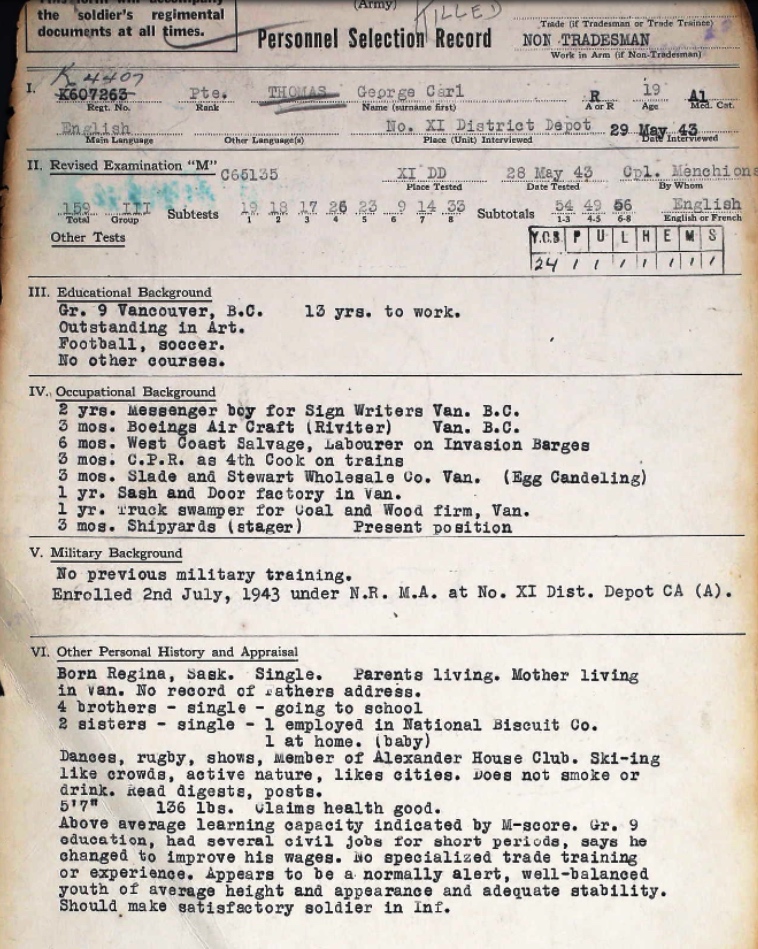 the soldier's regimental
documents at all times.
(Army)
KILLED
Personnel Selection Record
Trade (if Tradesman or Trade Trainee)
NON TRADESMAN
Work in Arm (if Non-Tradesman)
K 4407
I. K607263 Pte. THOMAS George Carl R 19 A1
Regt. No. Rank Name (surname first) A or R Age Med. Cat.
English No. XI District Depot 29 May 43
Main Language Other Language(s) Place (Unit) Interviewed Date Interviewed
II. Revised Examination "M" C65135 XI DD 28 May 43 Cpl. Menchions
Place Tested Date Tested By Whom
159 III Subtests 19 18 17 26 23 9 14 33 Subtotals 54 49 56 English
Total Group 1 2 3 4 5 6 7 8 1-3 4-5 6-8 English or French
Other Tests
Y.O.B P U L H E M S
24 1 1 1 1 1 1 1
III. Educational Background
Gr. 9 Vancouver, B.C. 13 yrs. to work.
Outstanding in Art.
Football, soccer.
No other courses.
IV. Occupational Background
2 yrs. Messenger boy for Sign Writers Van. B.C.
3 mos. Boeings Air Craft (Riviter) Van. B.C.
6 mos. West Coast Salvage, Labourer on Invasion Barges
3 mos. C.P.R. as 4th Cook on trains
3 mos. Slade and Stewart Wholesale Co. Van. (Egg Candeling)
1 yr. Sash and Door factory in Van.
1 yr. Truck swamper for Coal and Wood firm, Van.
3 mos. Shipyards (stager) Present position
V. Military Background
No previous military training.
Enrolled 2nd July, 1943 under N.R. M.A. at No. XI Dist. Depot CA (A).
VI. Other Personal History and Appraisal
Born Regina, Sask. Single. Parents living. Mother living
in Van. No record of Fathers address.
4 brothers - single - going to school
2 sisters - single - 1 employed in National Biscuit Co.
1 at home. (baby)
Dances, rugby, shows, Member of Alexander House Club. Ski-ing
like crowds, active nature, likes cities. Does not smoke or
drink. Read digests, posts.
5'7" 136 lbs. Claims health good.
Above average learning capacity indicated by M-score. Gr. 9
education, had several civil jobs for short periods, says he
changed to improve his wages. No specialized trade training
or experience. Appears to be a normally alert, well-balanced
youth of average height and appearance and adequate stability.
Should make satisfactory soldier in Inf.